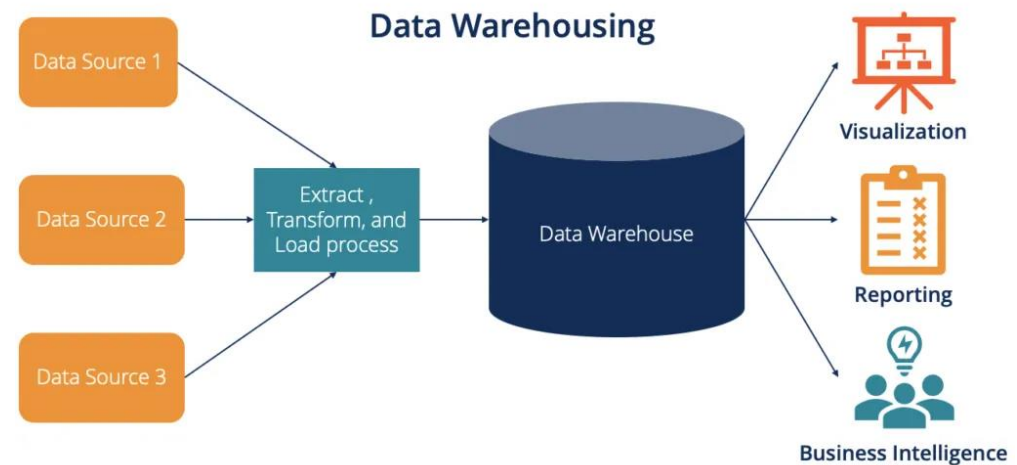 Data Warehousing
Data Source 1
Data Source 2
Data Source 3
Extract ,
Transform, and
Load process
Data Warehouse
Visualization
Reporting
Business Intelligence